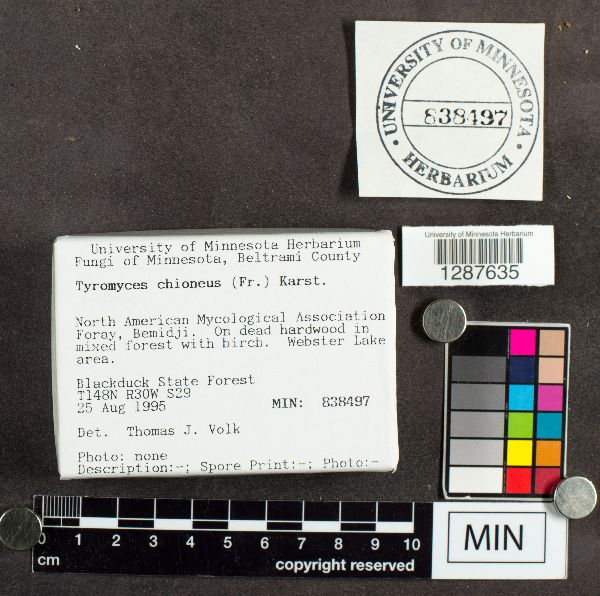 UNIVERSITY OF MINNESOTA
838497
HERBARIUM
University of Minnesota Herbarium
1287635
University of Minnesota Herbarium
Fungi of Minnesota, Beltrami County
Tyromyces chioneus (Fr.) Karst.
North American Mycological Association
Foray, Bemidji. On dead hardwood in
mixed forest with birch. Webster Lake
area.
Blackduck State Forest
T148N R30W S29
25 Aug 1995 MIN: 838497
Det. Thomas J. Volk
Photo: none
Description:-; Spore Print:-; Photo:-
0 1 2 3 4 5 6 7 8 9 10
cm
copyright reserved
MIN